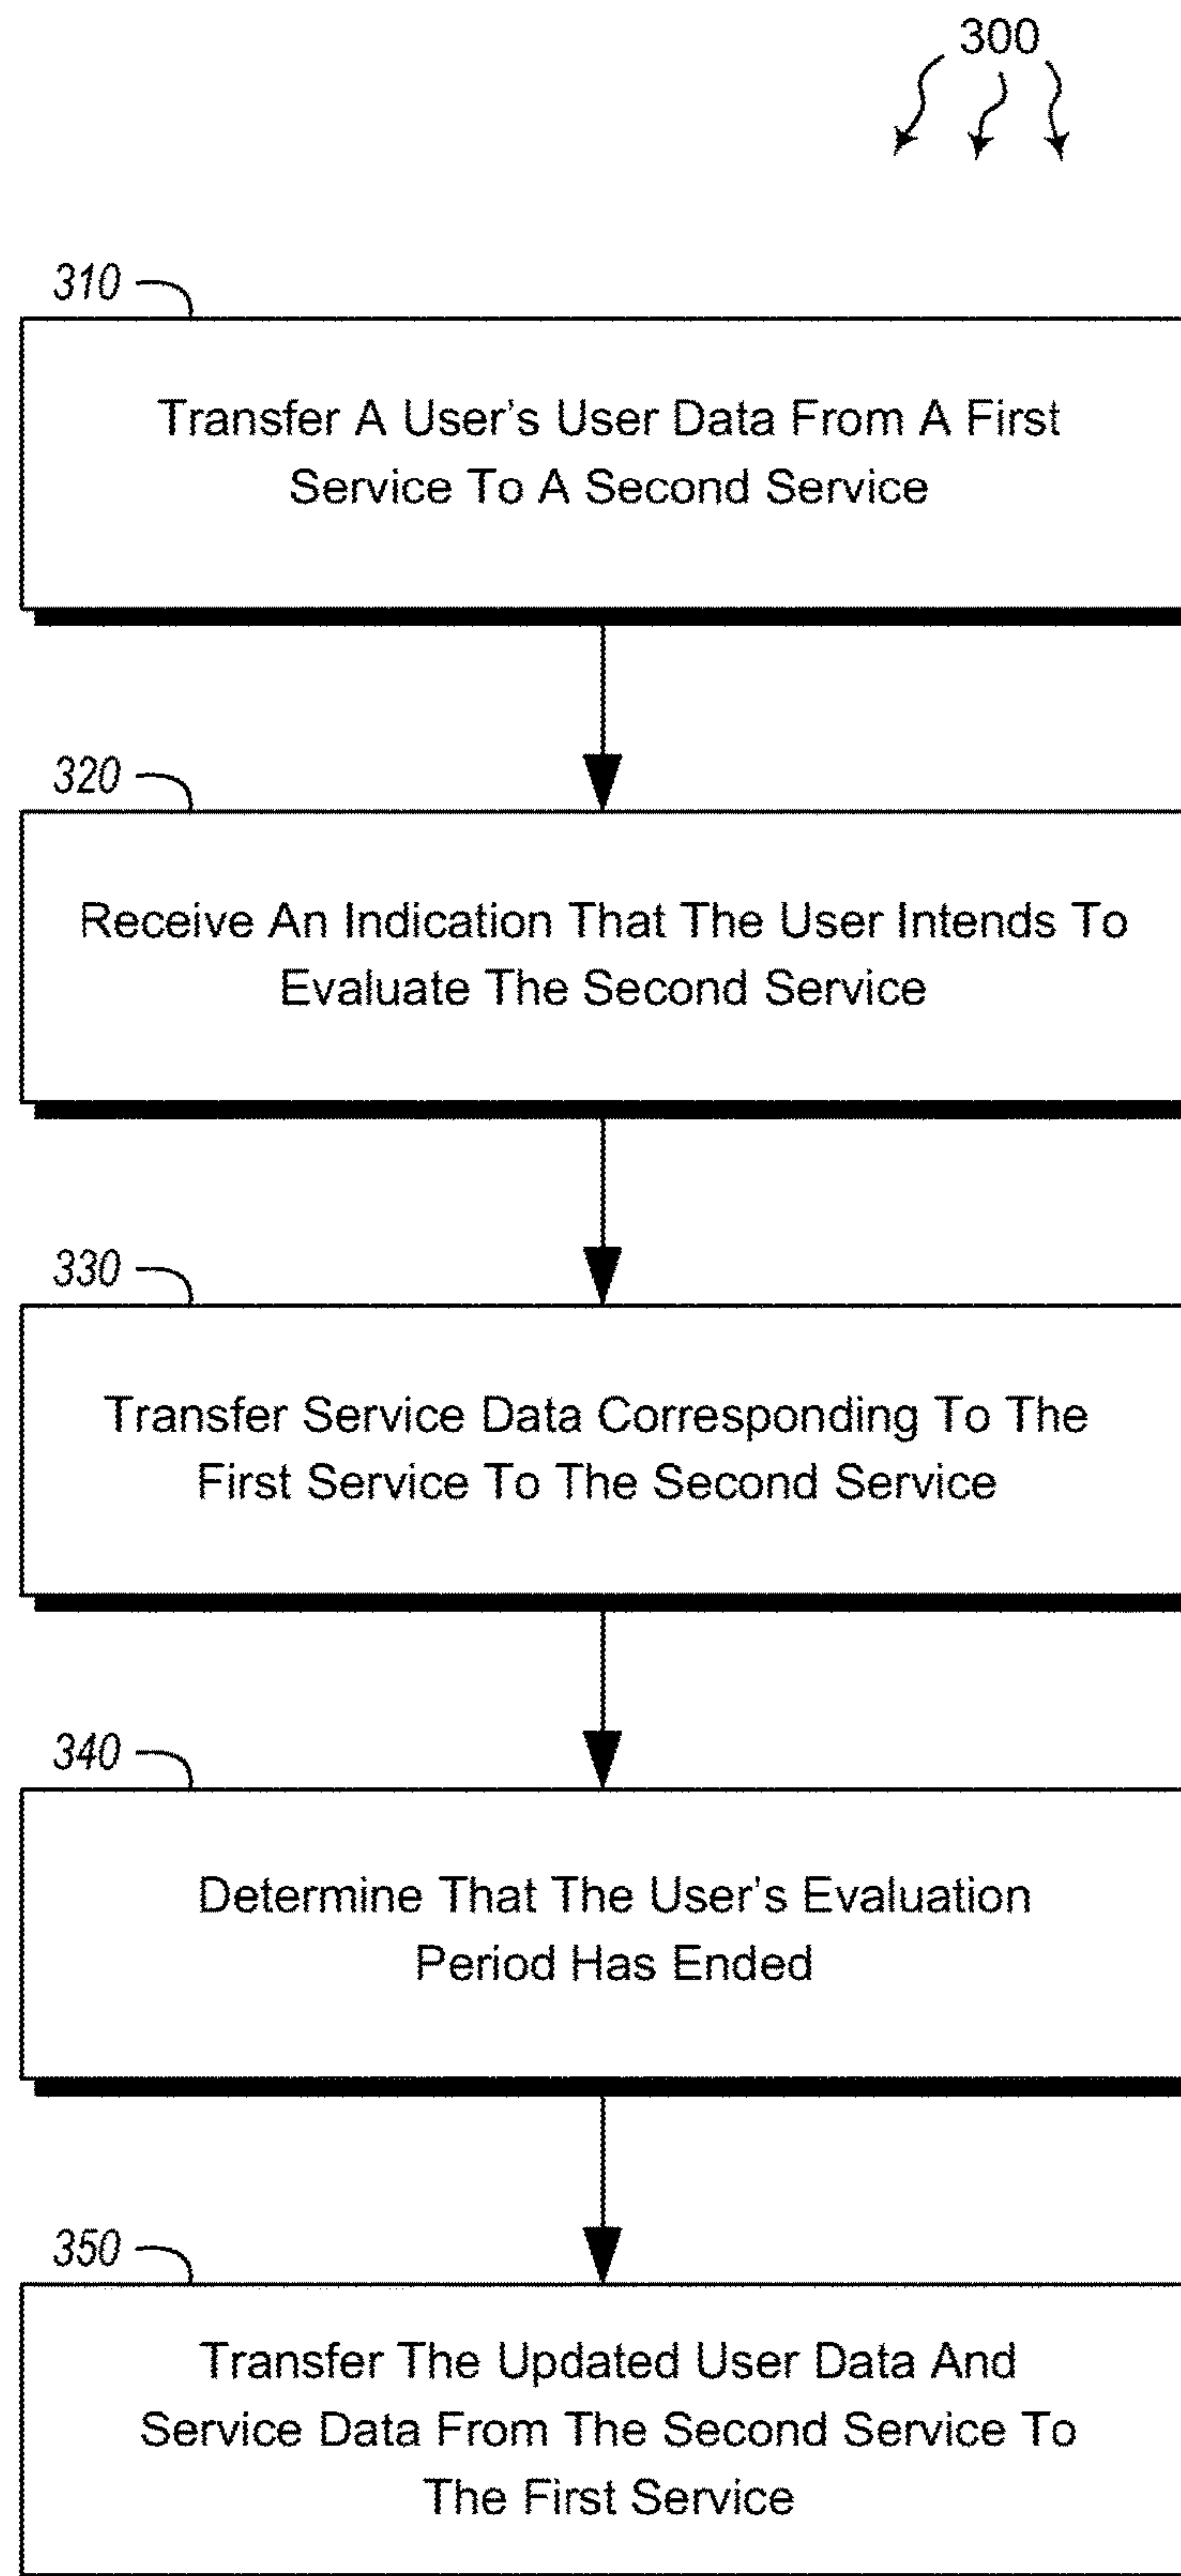 300
310
Transfer A User’s User Data From A First
Service To A Second Service
320
Receive An Indication That The User Intends To
Evaluate The Second Service
330
Transfer Service Data Corresponding To The
First Service To The Second Service
340
Determine That The User’s Evaluation
Period Has Ended
350
Transfer The Updated User Data And
Service Data From The Second Service To
The First Service